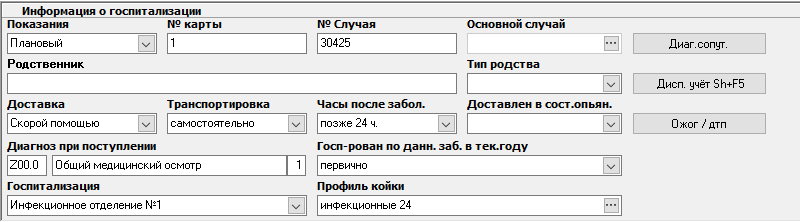 Информация о госпитализации
Показания № карты № Случая Основной случай
Плановый 1 30425 ... Диаг.сопут.
Родственник Тип родства
Дисп. учёт Sh+F5
Доставка Транспортировка Часы после забол. Доставлен в сост.опьян.
Скорой помощью самостоятельно позже 24 ч. Ожог / дтп
Диагноз при поступлении Госп-рован по данн. заб. в тек.году
Z00.0 Общий медицинский осмотр 1 первично
Госпитализация Профиль койки
Инфекционное отделение №1 инфекционные 24 ...